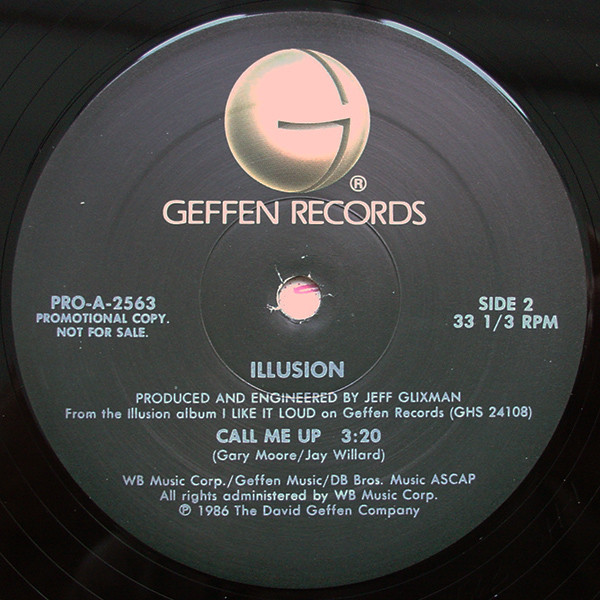 ®
GEFFEN RECORDS
PRO-A-2563
PROMOTIONAL COPY.
NOT FOR SALE.
SIDE 2
33 1/3 RPM
ILLUSION
PRODUCED AND ENGINEERED BY JEFF GLIXMAN
From the Illusion album I LIKE IT LOUD on Geffen Records (GHS 24108)
CALL ME UP 3:20
(Gary Moore/Jay Willard)
WB Music Corp./Geffen Music/DB Bros. Music ASCAP
All rights administered by WB Music Corp.
℗ 1986 The David Geffen Company